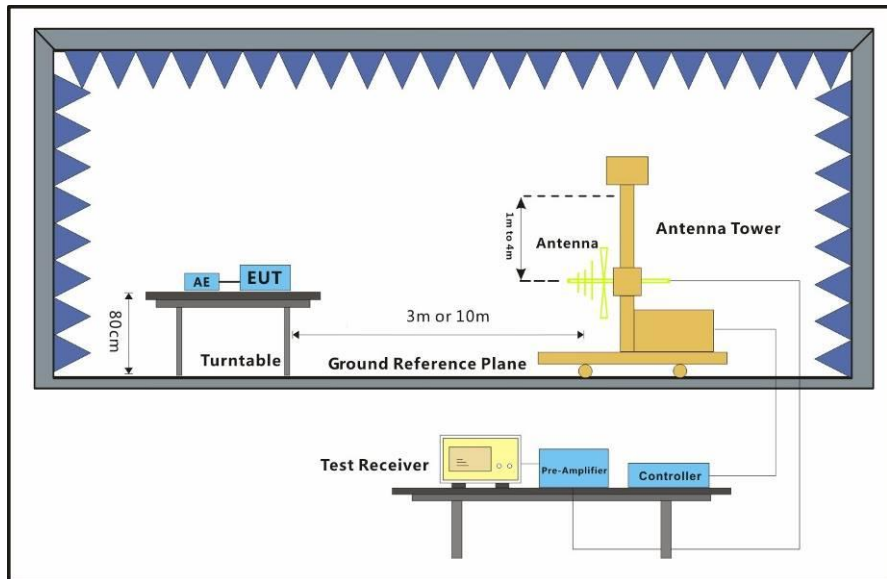 1m to 4m
Antenna
Antenna Tower
AE
EUT
80cm
3m or 10m
Turntable
Ground Reference Plane
Test Receiver
Pre-Amplifier
Controller